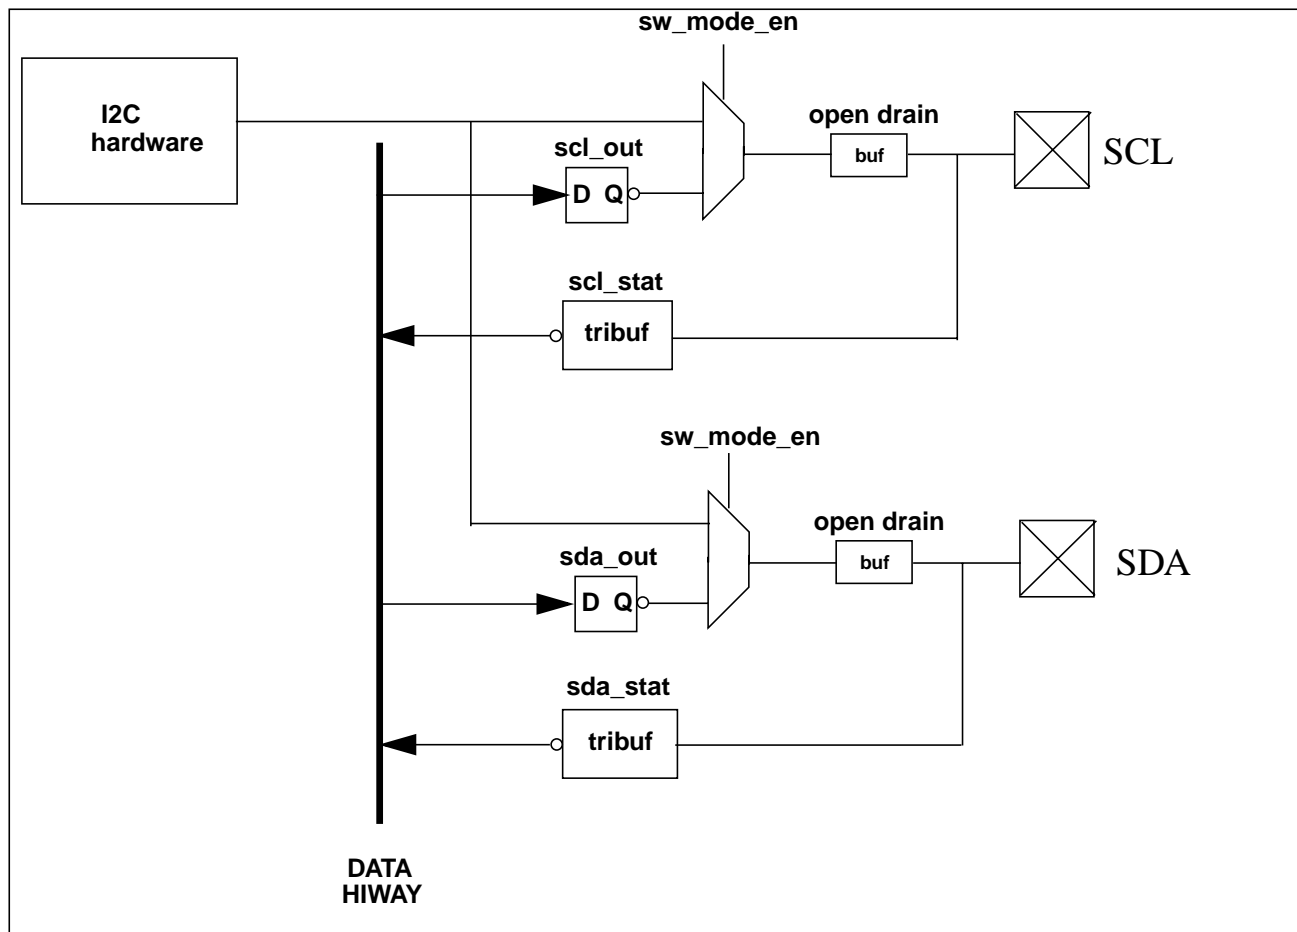 sw_mode_en
I2C
hardware
open drain
scl_out
buf
SCL
D Q
scl_stat
tribuf
sw_mode_en
open drain
sda_out
buf
SDA
D Q
sda_stat
tribuf
DATA
HIWAY